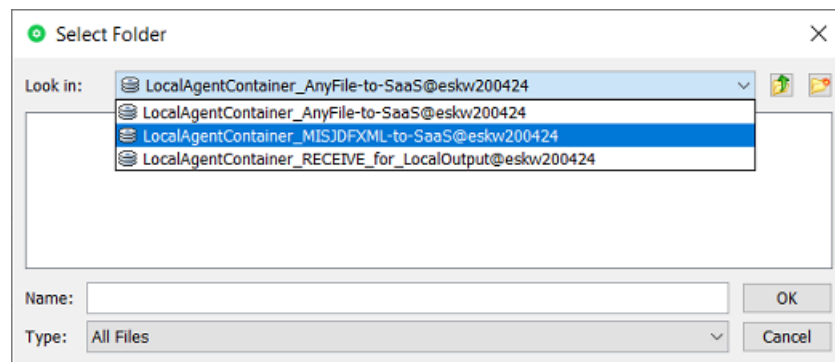 Select Folder
Look in: LocalAgentContainer_AnyFile-to-SaaS@eskw200424
LocalAgentContainer_AnyFile-to-SaaS@eskw200424
LocalAgentContainer_MISJDFXML-to-SaaS@eskw200424
LocalAgentContainer_RECEIVE_for_LocalOutput@eskw200424
Name: OK
Type: All Files Cancel